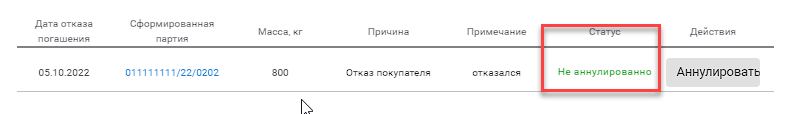 Дата отказа погашения
Сформированная партия
Масса, кг
Причина
Примечание
Статус
Действия
05.10.2022
011111111/22/0202
800
Отказ покупателя
отказался
Не аннулированно
Аннулировать